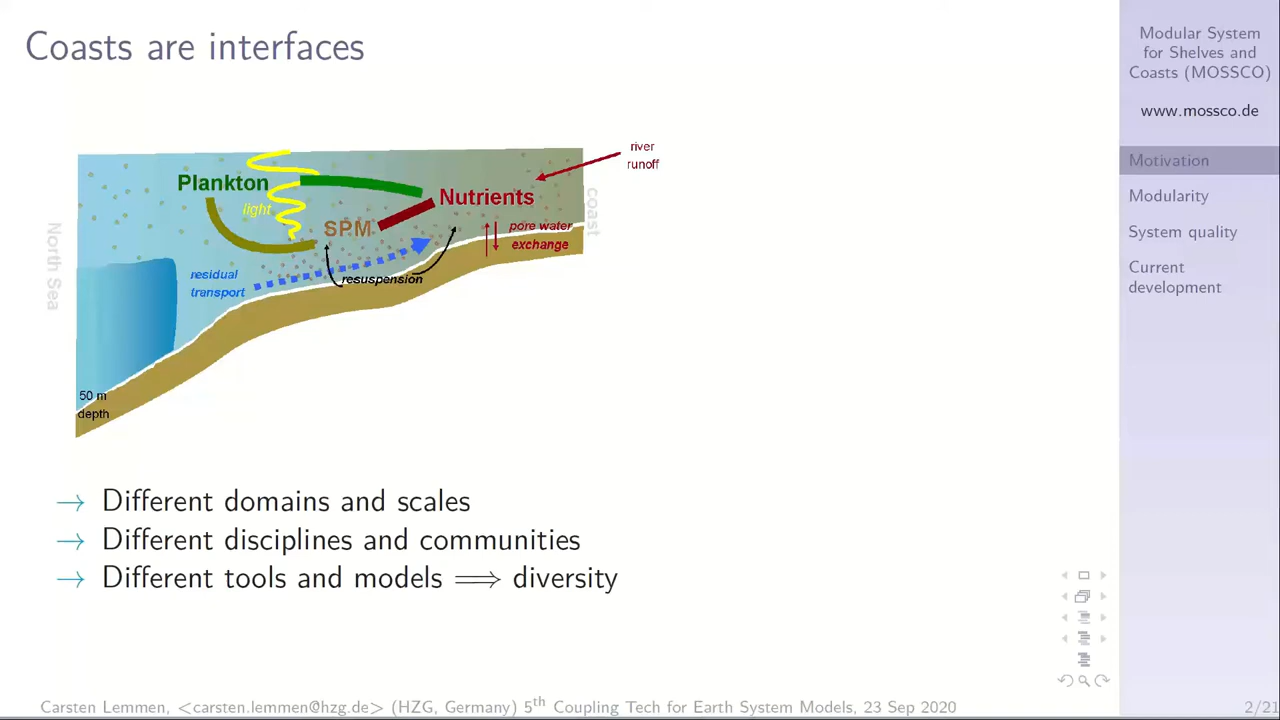 Coasts are interfaces
river
runoff
Plankton
light
Nutrients
SPM
coast
pore water
exchange
North Sea
residual
transport
resuspension
50 m
depth
→ Different domains and scales
→ Different disciplines and communities
→ Different tools and models ⟹ diversity
Modular System
for Shelves and
Coasts (MOSSCO)
www.mossco.de
Motivation
Modularity
System quality
Current
development
Carsten Lemmen, <carsten.lemmen@hzg.de> (HZG, Germany) 5th Coupling Tech for Earth System Models, 23 Sep 2020
2/21